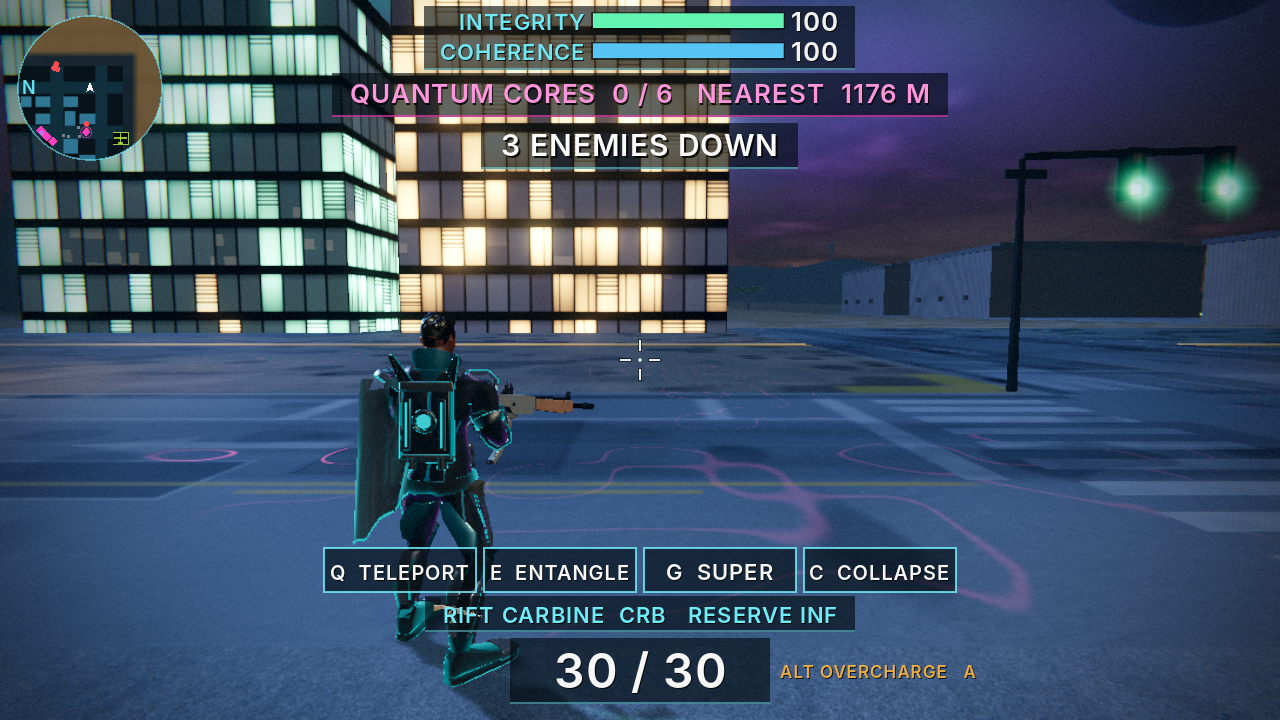 INTEGRITY 100
COHERENCE 100
QUANTUM CORES 0 / 6 NEAREST 1176 M
3 ENEMIES DOWN
N
Q TELEPORT E ENTANGLE G SUPER C COLLAPSE
RIFT CARBINE CRB RESERVE INF
30 / 30 ALT OVERCHARGE A